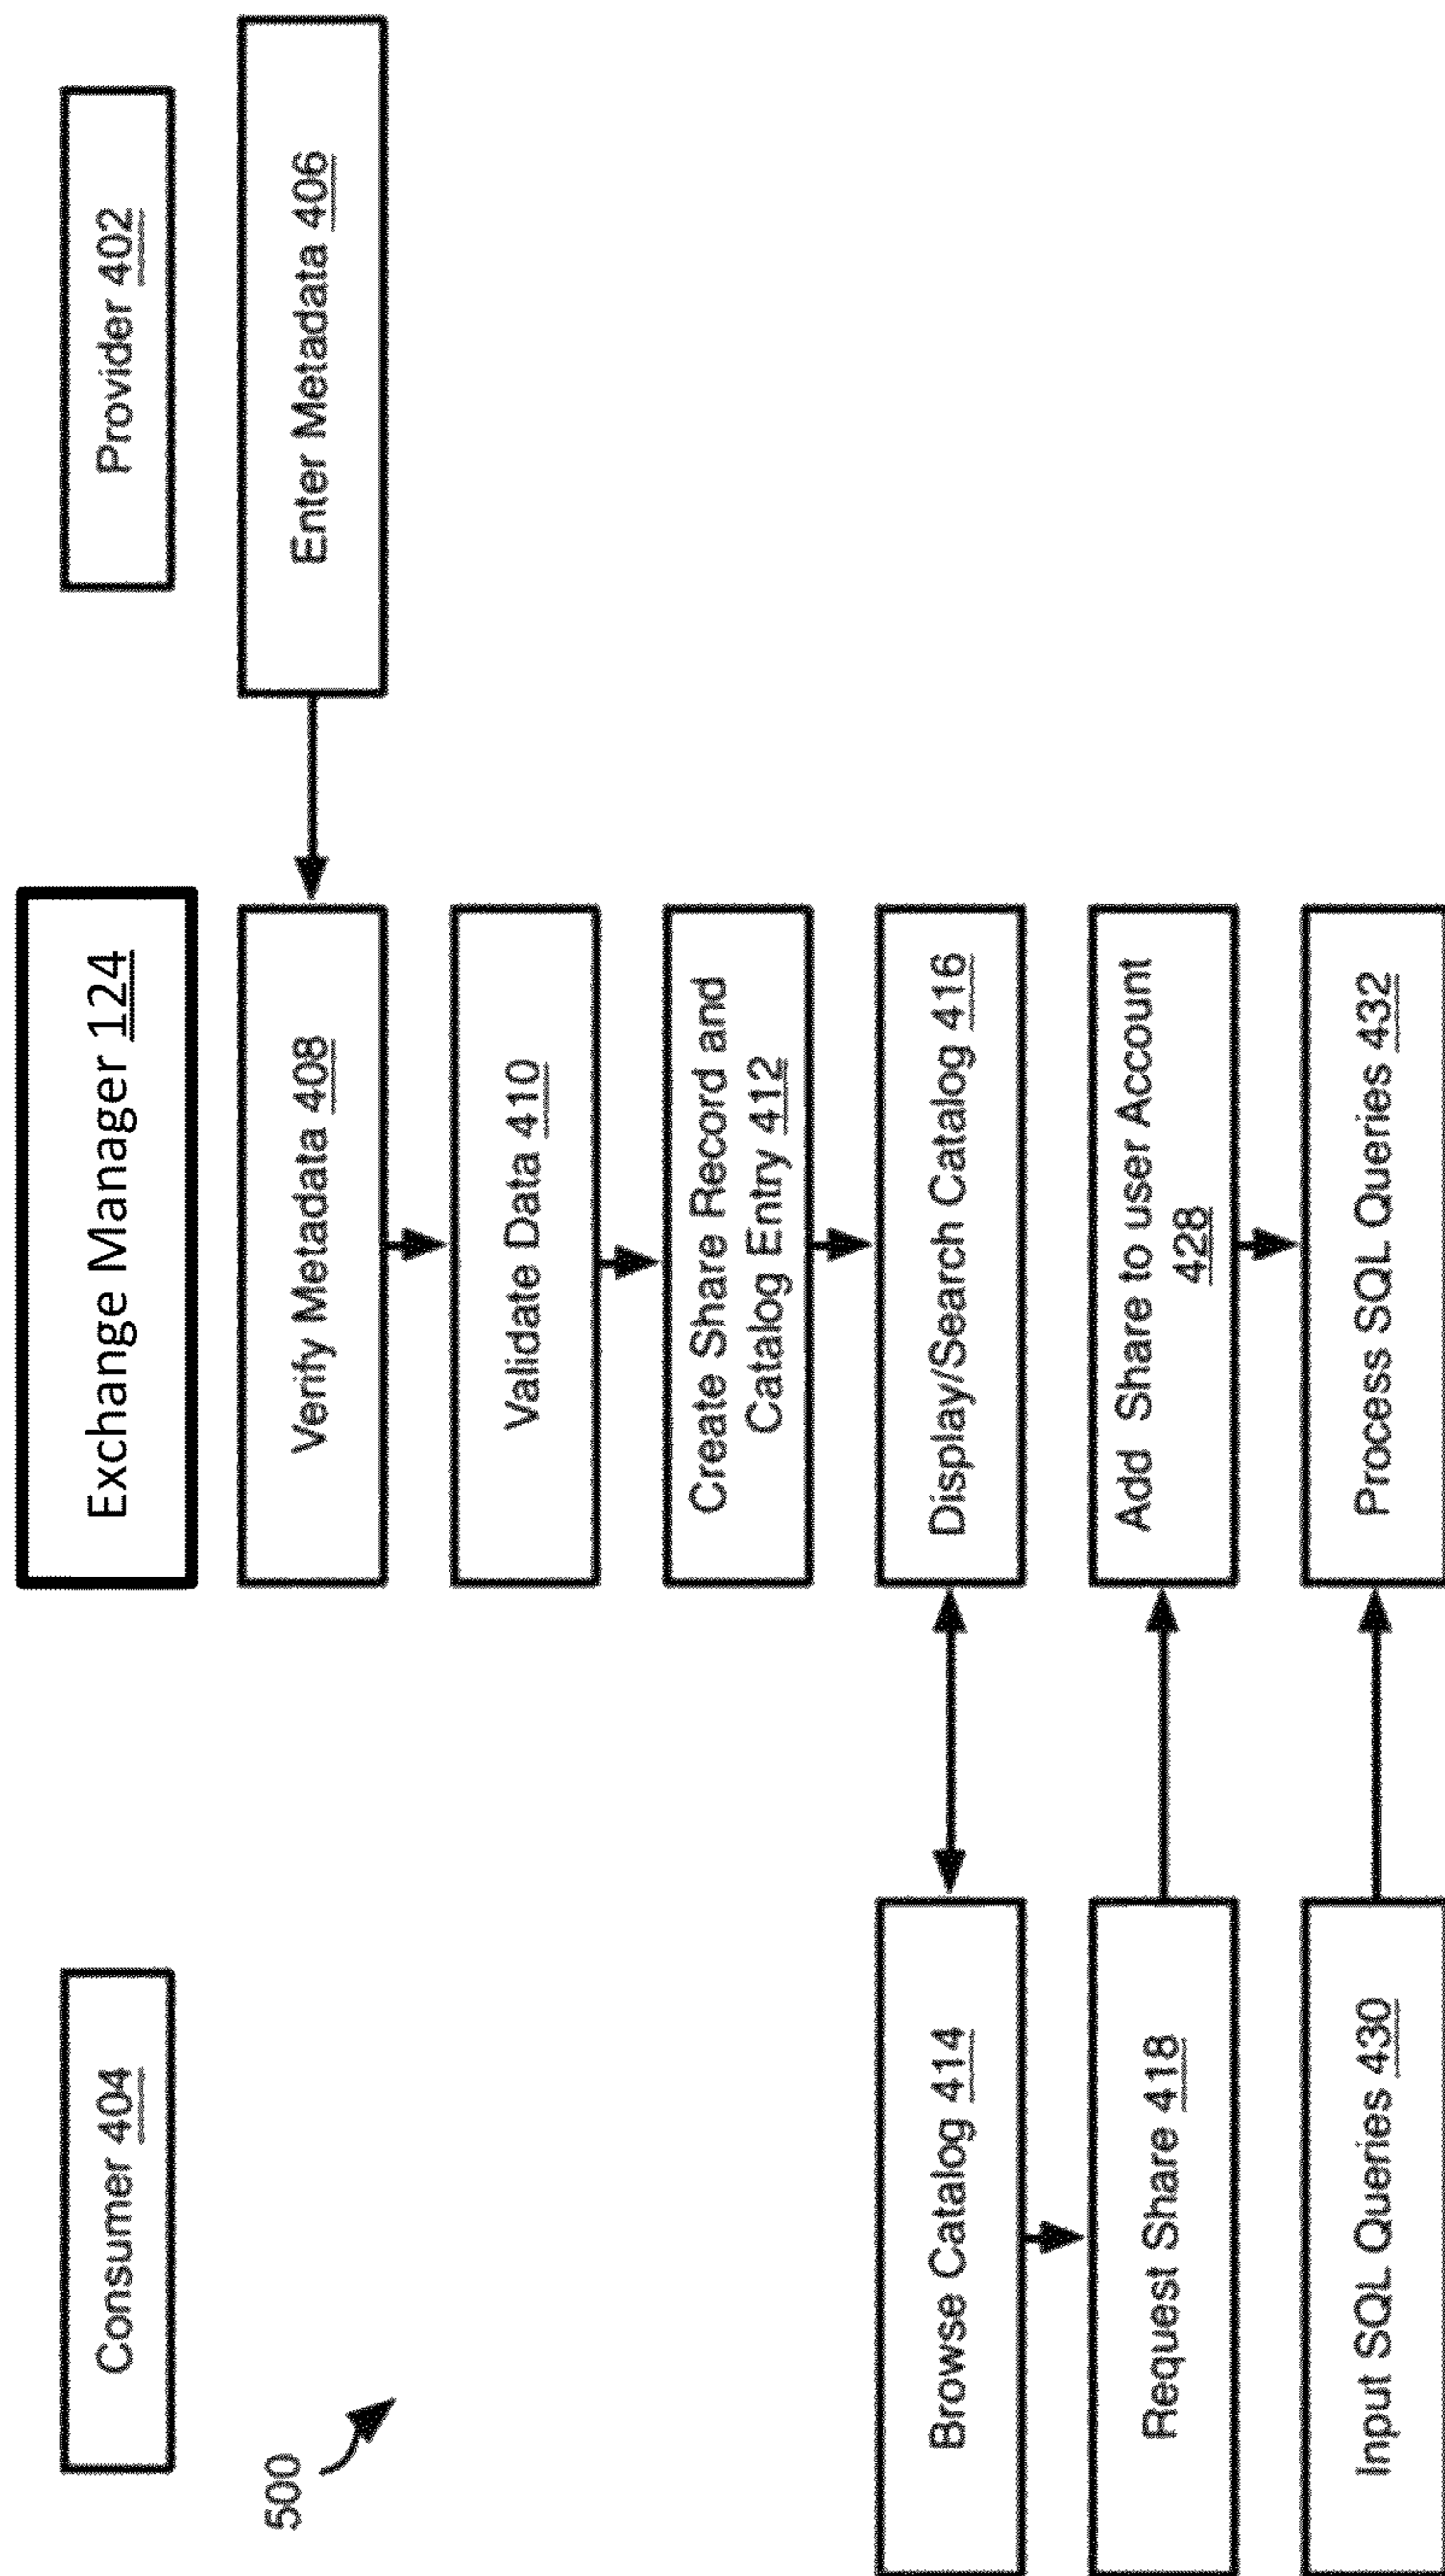 Consumer 404
Exchange Manager 124
Provider 402
500
Verify Metadata 408
Enter Metadata 406
Validate Data 410
Create Share Record and
Catalog Entry 412
Browse Catalog 414
Display/Search Catalog 416
Request Share 418
Add Share to user Account
428
Input SQL Queries 430
Process SQL Queries 432